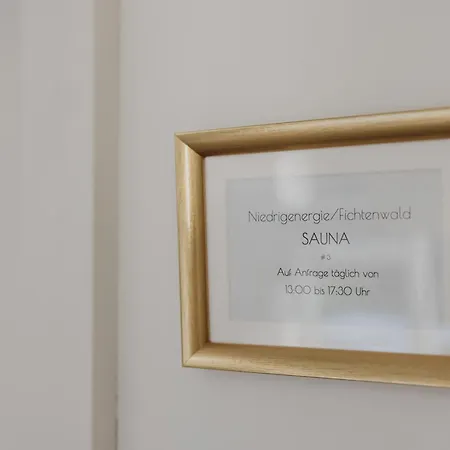 Niedrigenergie/Fichtenwald
SAUNA
#3
Auf Anfrage täglich von
13:00 bis 17:30 Uhr